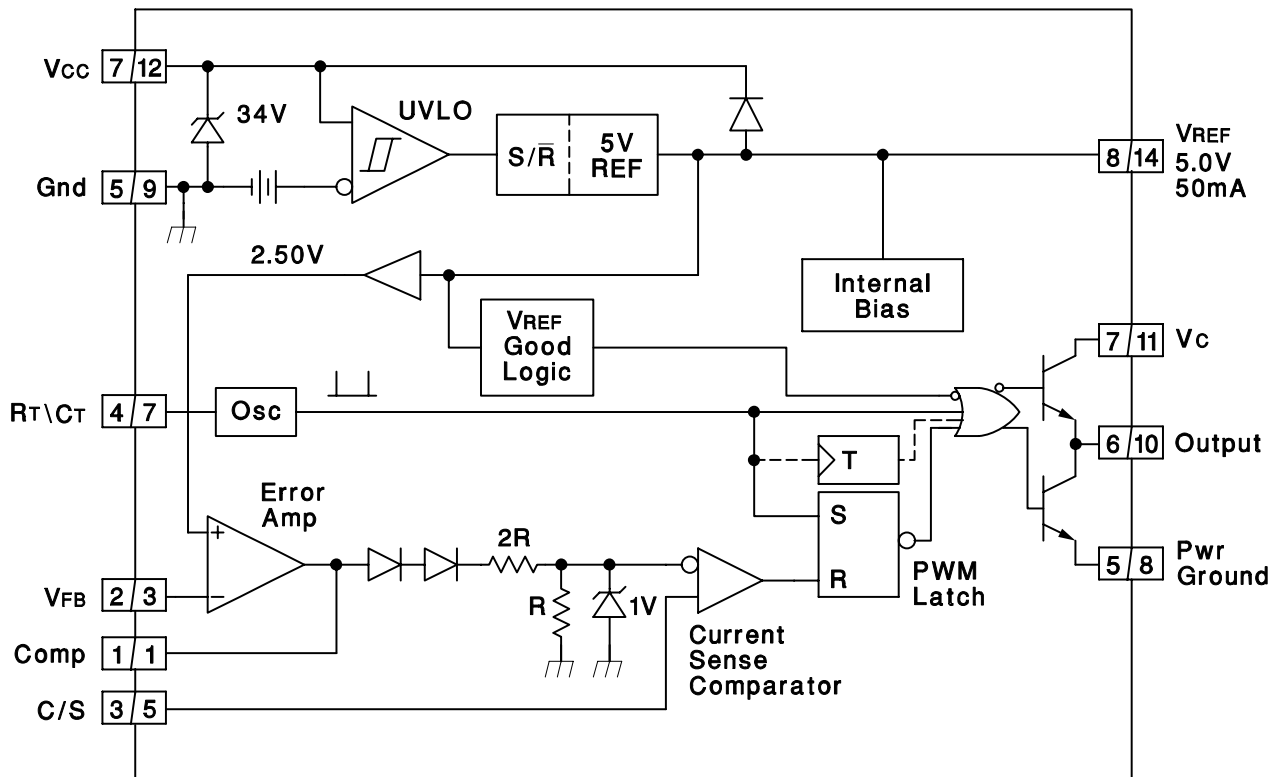 Vcc 7/12
34V
UVLO
S/R̅
5V
REF
8/14
VREF
5.0V
50mA
Gnd 5/9
2.50V
Internal
Bias
VREF
Good
Logic
7/11 Vc
RT\CT 4/7
Osc
6/10 Output
T
Error
Amp
S
2R
+
5/8
Pwr
Ground
VFB 2/3
−
R
1V
R
PWM
Latch
Comp 1/1
Current
Sense
Comparator
C/S 3/5